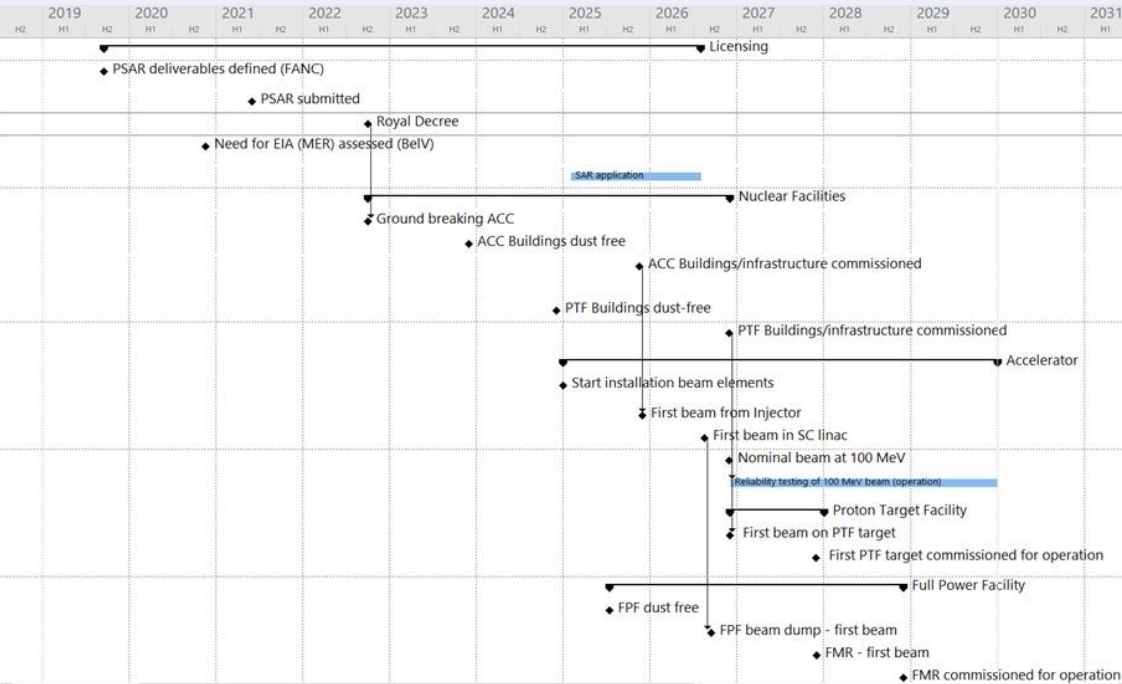 2019 2020 2021 2022 2023 2024 2025 2026 2027 2028 2029 2030 2031
H2 H1 H2 H1 H2 H1 H2 H1 H2 H1 H2 H1 H2 H1 H2 H1 H2 H1 H2 H1 H2 H1 H2 H1 H2 H1
Licensing
PSAR deliverables defined (FANC)
PSAR submitted
Royal Decree
Need for EIA (MER) assessed (BelV)
SAR application
Nuclear Facilities
Ground breaking ACC
ACC Buildings dust free
ACC Buildings/infrastructure commissioned
PTF Buildings dust-free
PTF Buildings/infrastructure commissioned
Accelerator
Start installation beam elements
First beam from Injector
First beam in SC linac
Nominal beam at 100 MeV
Reliability testing of 100 MeV beam (operation)
Proton Target Facility
First beam on PTF target
First PTF target commissioned for operation
Full Power Facility
FPF dust free
FPF beam dump - first beam
FMR - first beam
FMR commissioned for operation